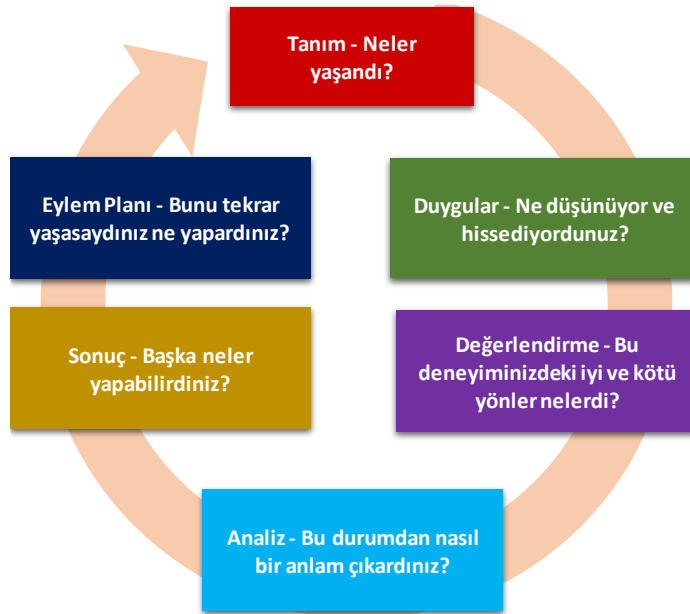 Tanım - Neler
yaşandı?
Duygular - Ne düşünüyor ve
hissediyordunuz?
Değerlendirme - Bu
deneyiminizdeki iyi ve kötü
yönler nelerdi?
Analiz - Bu durumdan nasıl
bir anlam çıkardınız?
Sonuç - Başka neler
yapabilirdiniz?
Eylem Planı - Bunu tekrar
yaşasaydınız ne yapardınız?